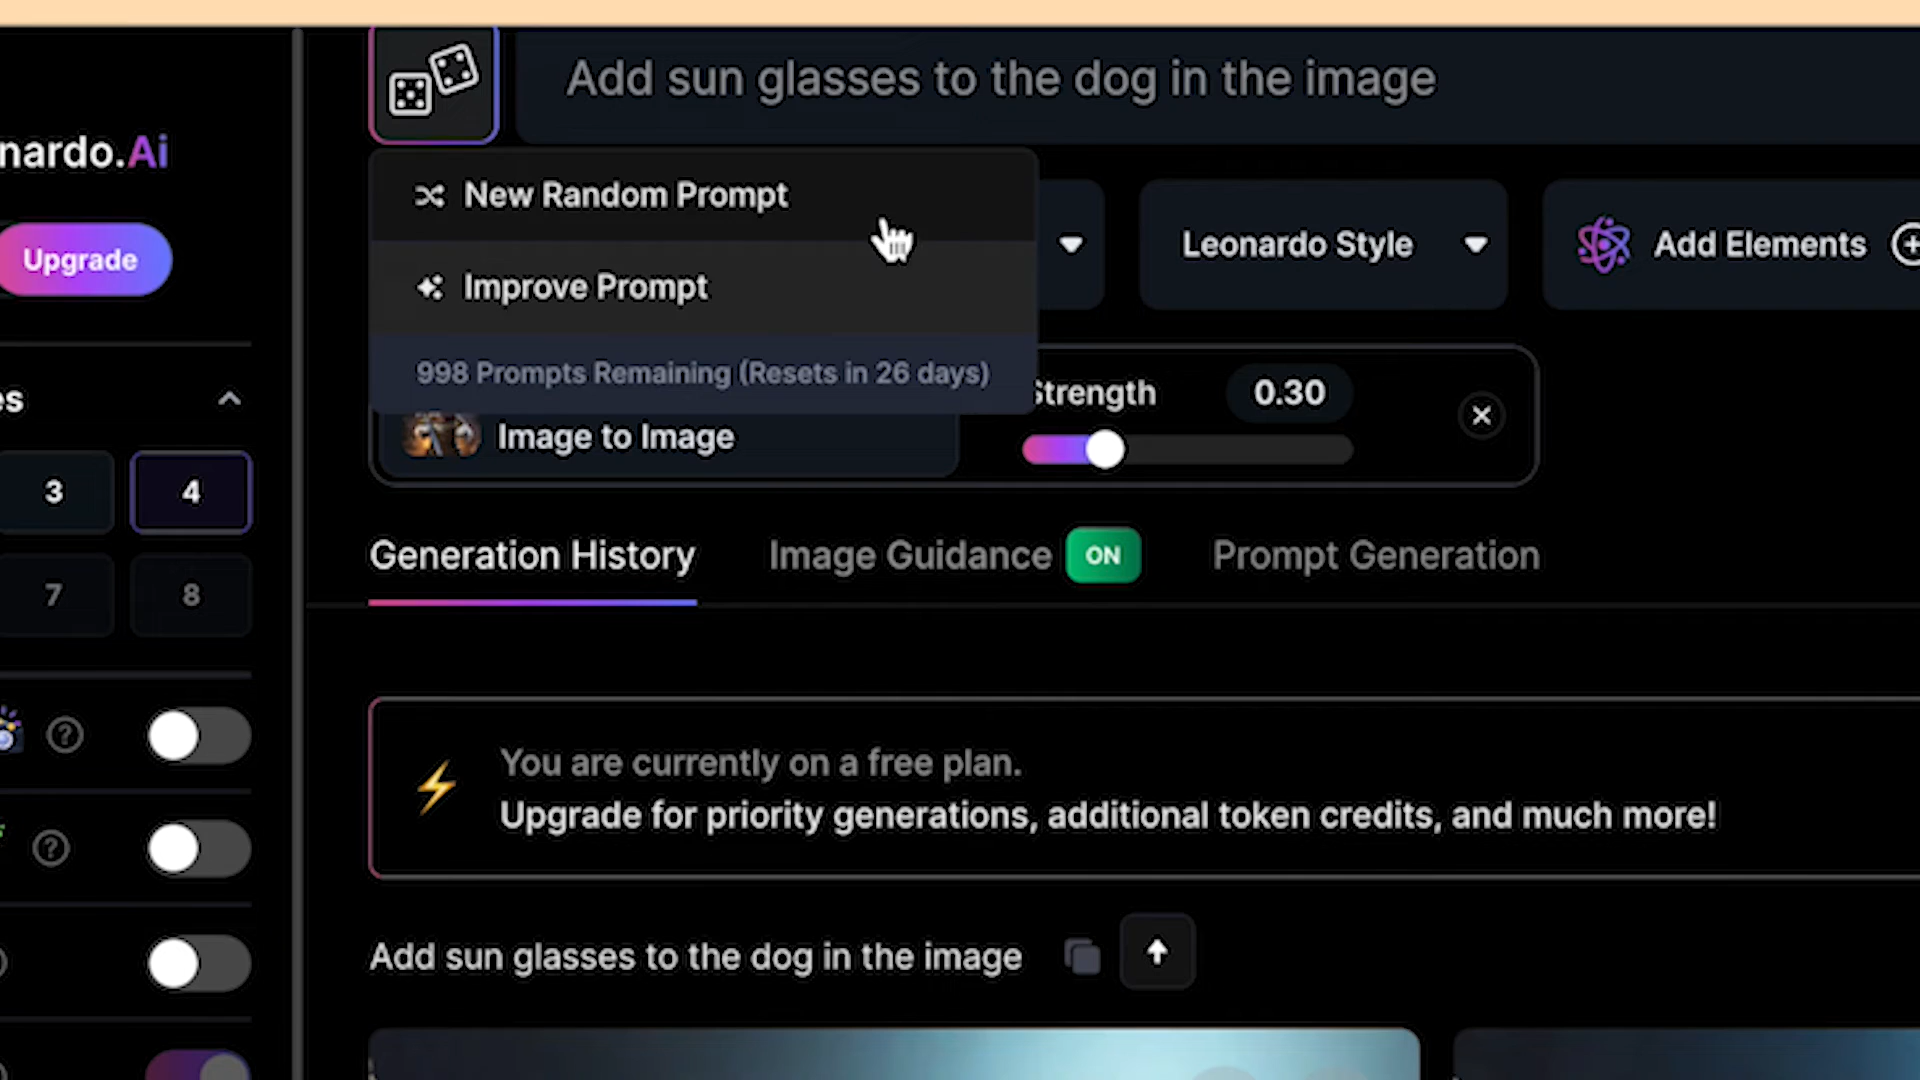 Add sun glasses to the dog in the image
nardo.Ai
New Random Prompt
Leonardo Style
Add Elements
Upgrade
Improve Prompt
998 Prompts Remaining (Resets in 26 days)
Strength
0.30
es
Image to Image
3
4
Generation History
Image Guidance
ON
Prompt Generation
7
8
You are currently on a free plan.
Upgrade for priority generations, additional token credits, and much more!
Add sun glasses to the dog in the image